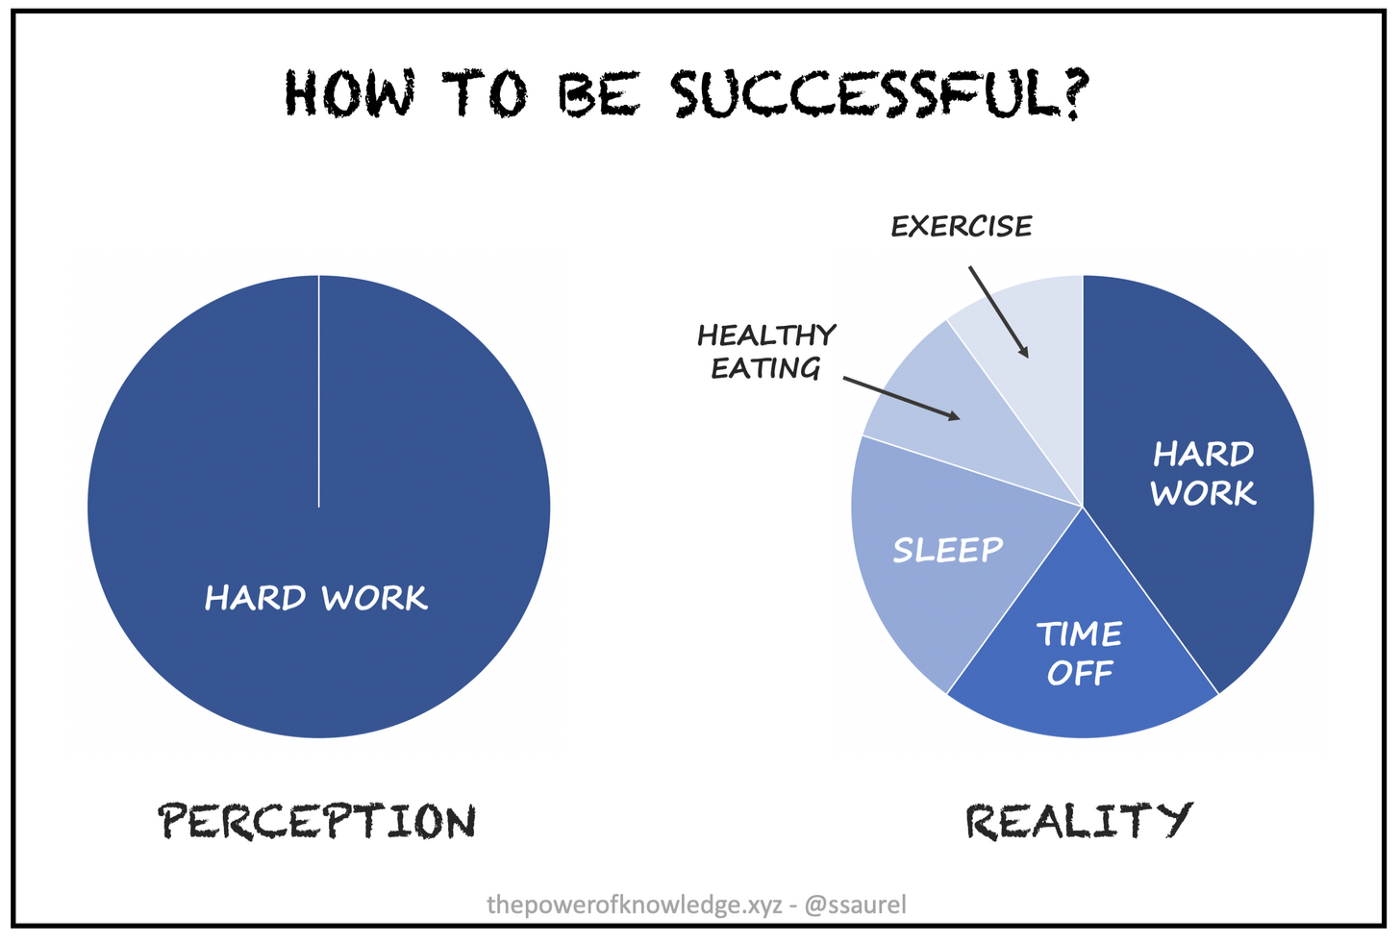 HOW TO BE SUCCESSFUL?
EXERCISE
HEALTHY
EATING
HARD
WORK
SLEEP
TIME
OFF
HARD WORK
PERCEPTION
REALITY
thepowerofknowledge.xyz - @ssaurel